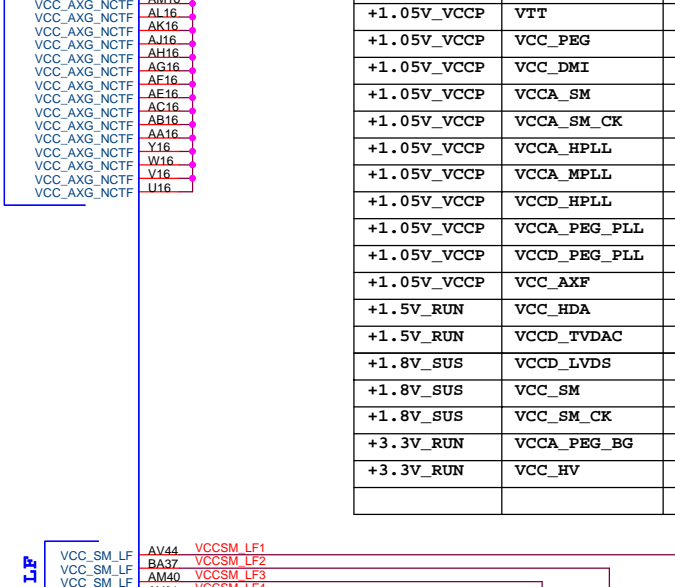 VCC_AXG_NCTF AM16
VCC_AXG_NCTF AL16
VCC_AXG_NCTF AK16
VCC_AXG_NCTF AJ16
VCC_AXG_NCTF AH16
VCC_AXG_NCTF AG16
VCC_AXG_NCTF AF16
VCC_AXG_NCTF AE16
VCC_AXG_NCTF AC16
VCC_AXG_NCTF AB16
VCC_AXG_NCTF AA16
VCC_AXG_NCTF Y16
VCC_AXG_NCTF W16
VCC_AXG_NCTF V16
VCC_AXG_NCTF U16
+1.05V_VCCP VTT
+1.05V_VCCP VCC_PEG
+1.05V_VCCP VCC_DMI
+1.05V_VCCP VCCA_SM
+1.05V_VCCP VCCA_SM_CK
+1.05V_VCCP VCCA_HPLL
+1.05V_VCCP VCCA_MPLL
+1.05V_VCCP VCCD_HPLL
+1.05V_VCCP VCCA_PEG_PLL
+1.05V_VCCP VCCD_PEG_PLL
+1.05V_VCCP VCC_AXF
+1.5V_RUN VCC_HDA
+1.5V_RUN VCCD_TVDAC
+1.8V_SUS VCCD_LVDS
+1.8V_SUS VCC_SM
+1.8V_SUS VCC_SM_CK
+3.3V_RUN VCCA_PEG_BG
+3.3V_RUN VCC_HV
LF
VCC_SM_LF AV44 VCCSM_LF1
VCC_SM_LF BA37 VCCSM_LF2
VCC_SM_LF AM40 VCCSM_LF3
VCCSM_LF4